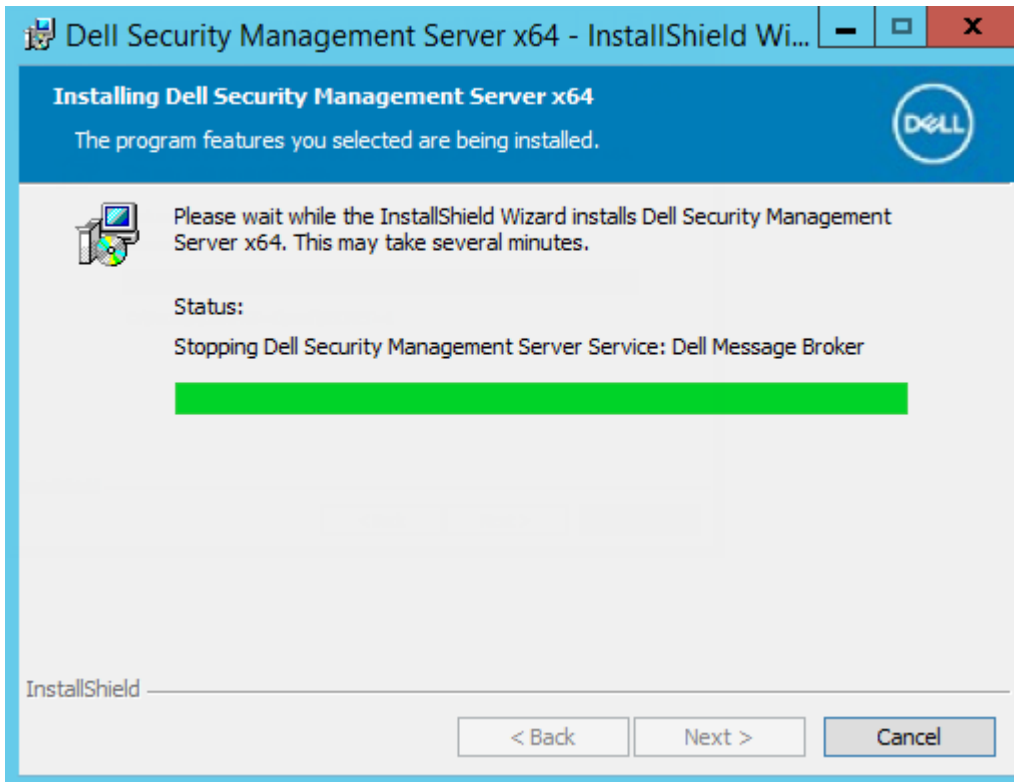 Dell Security Management Server x64 - InstallShield Wi...
Installing Dell Security Management Server x64
The program features you selected are being installed.
DELL
Please wait while the InstallShield Wizard installs Dell Security Management
Server x64. This may take several minutes.
Status:
Stopping Dell Security Management Server Service: Dell Message Broker
InstallShield
< Back
Next >
Cancel